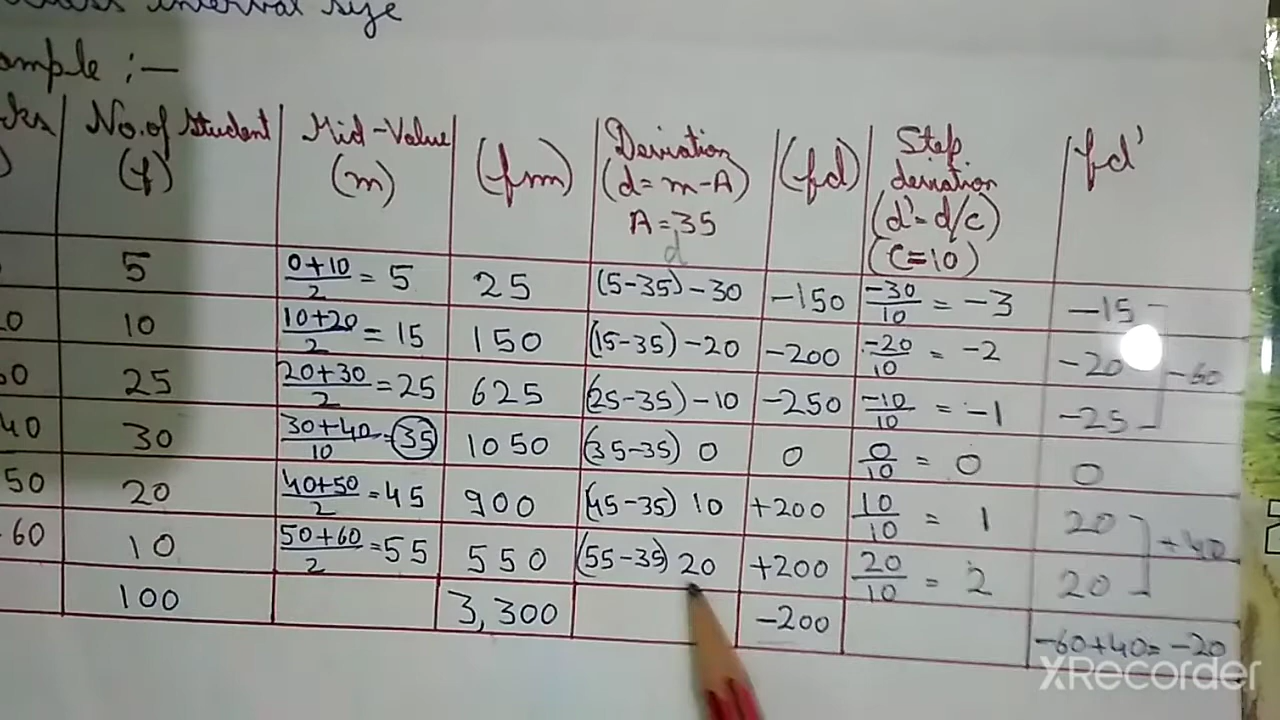 interval size
ample :—
No. of Student | Mid-Value | (fm) | Deviation | (fd) | Step | fd'
(f) | (m) | (d=m-A) | deviation
A=35 | (d'=d/c)
d | (C=10)
5 | 0+10/2 = 5 | 25 | (5-35) -30 | -150 | -30/10 = -3 | -15
0 | 10 | 10+20/2 = 15 | 150 | (15-35) -20 | -200 | -20/10 = -2 | -20 | -60
0 | 25 | 20+30/2 = 25 | 625 | (25-35) -10 | -250 | -10/10 = -1 | -25
40 | 30 | 30+40/10 = 35 | 1050 | (35-35) 0 | 0 | 0/10 = 0 | 0
50 | 20 | 40+50/2 = 45 | 900 | (45-35) 10 | +200 | 10/10 = 1 | 20 | +40
-60 | 10 | 50+60/2 = 55 | 550 | (55-35) 20 | +200 | 20/10 = 2 | 20
100 | 3,300 | -200 | -60+40= -20
XRecorder